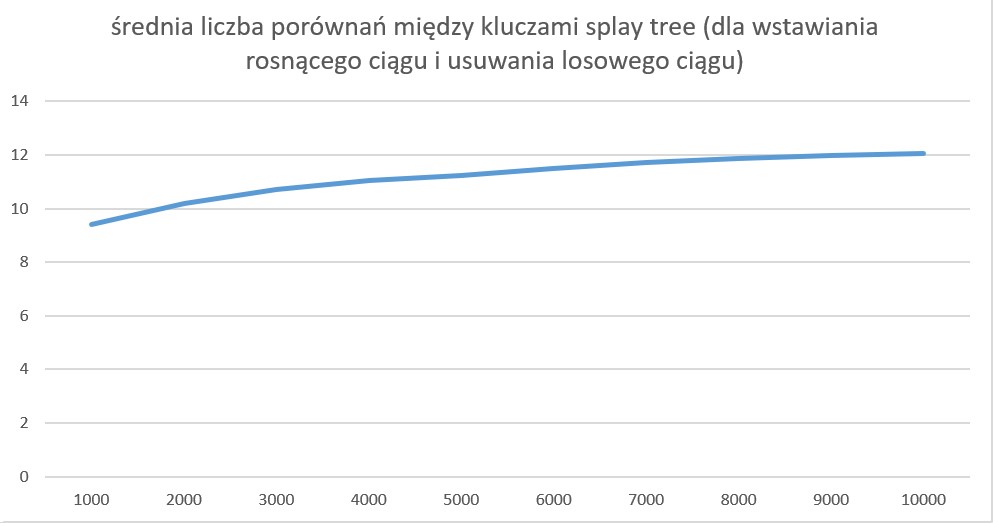 średnia liczba porównań między kluczami splay tree (dla wstawiania
rosnącego ciągu i usuwania losowego ciągu)
14
12
10
8
6
4
2
0
1000 2000 3000 4000 5000 6000 7000 8000 9000 10000